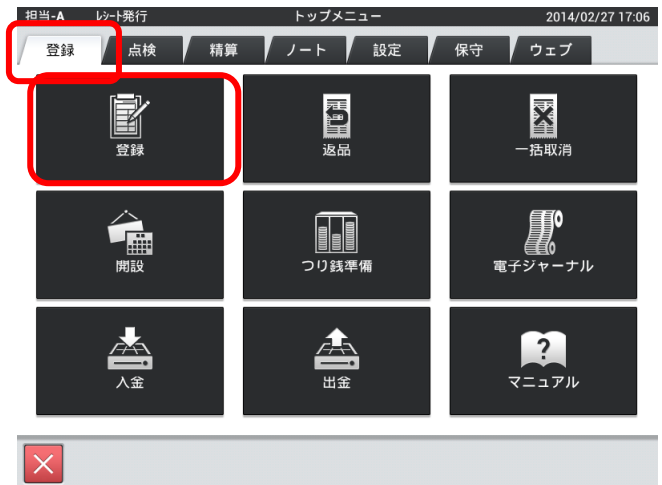 担当-A ﾚｼｰﾄ発行 トップメニュー 2014/02/27 17:06
登録 点検 精算 ノート 設定 保守 ウェブ
登録 返品 一括取消
開設 つり銭準備 電子ジャーナル
?
入金 出金 マニュアル